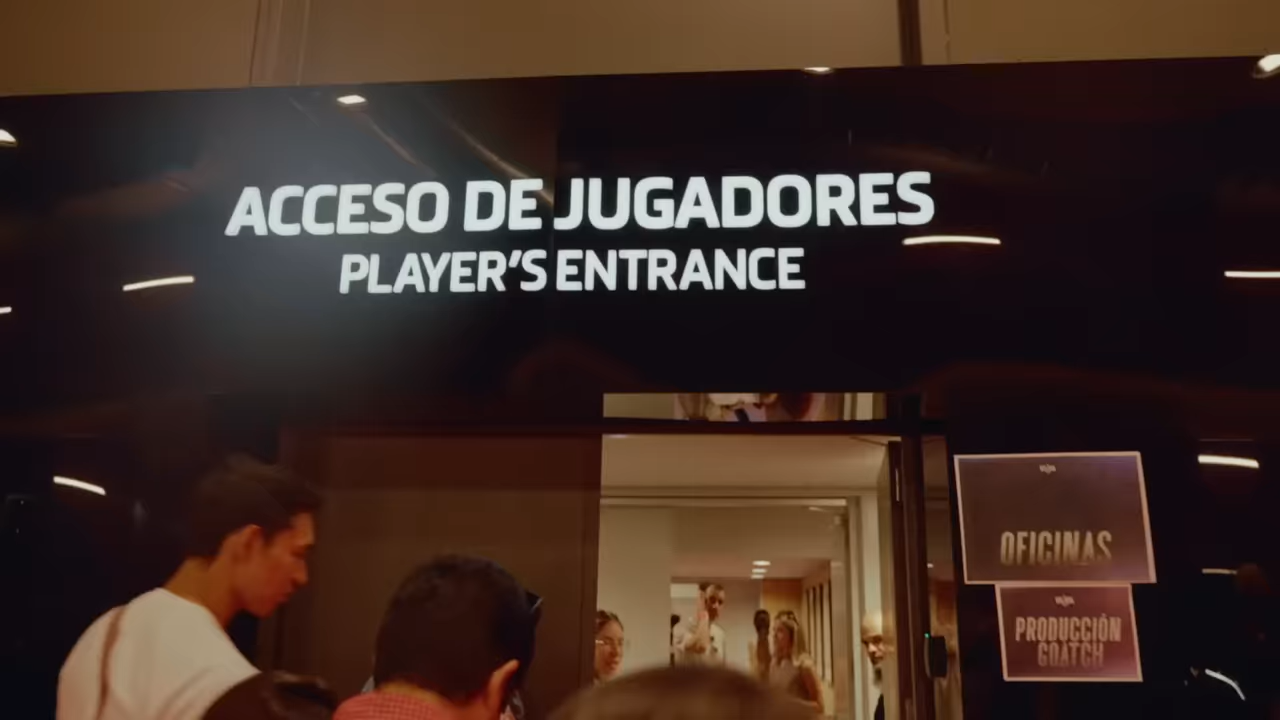 ACCESO DE JUGADORES
PLAYER'S ENTRANCE
OFICINAS
PRODUCCIÓN
GOATCH